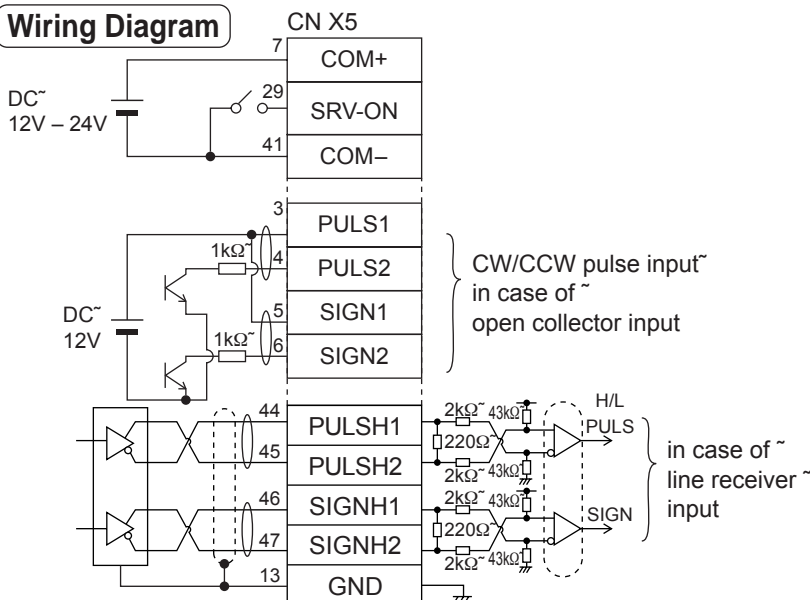 Wiring Diagram
CN X5
7
COM+
DC~
12V – 24V
29
SRV-ON
41
COM–
3
PULS1
1kΩ~
4
PULS2
CW/CCW pulse input~
in case of ~
open collector input
DC~
12V
5
SIGN1
1kΩ~
6
SIGN2
44
PULSH1
2kΩ~
43kΩ~
H/L
PULS
220Ω~
45
PULSH2
2kΩ~
43kΩ~
in case of ~
line receiver ~
input
46
SIGNH1
2kΩ~
43kΩ~
SIGN
220Ω~
47
SIGNH2
2kΩ~
43kΩ~
13
GND